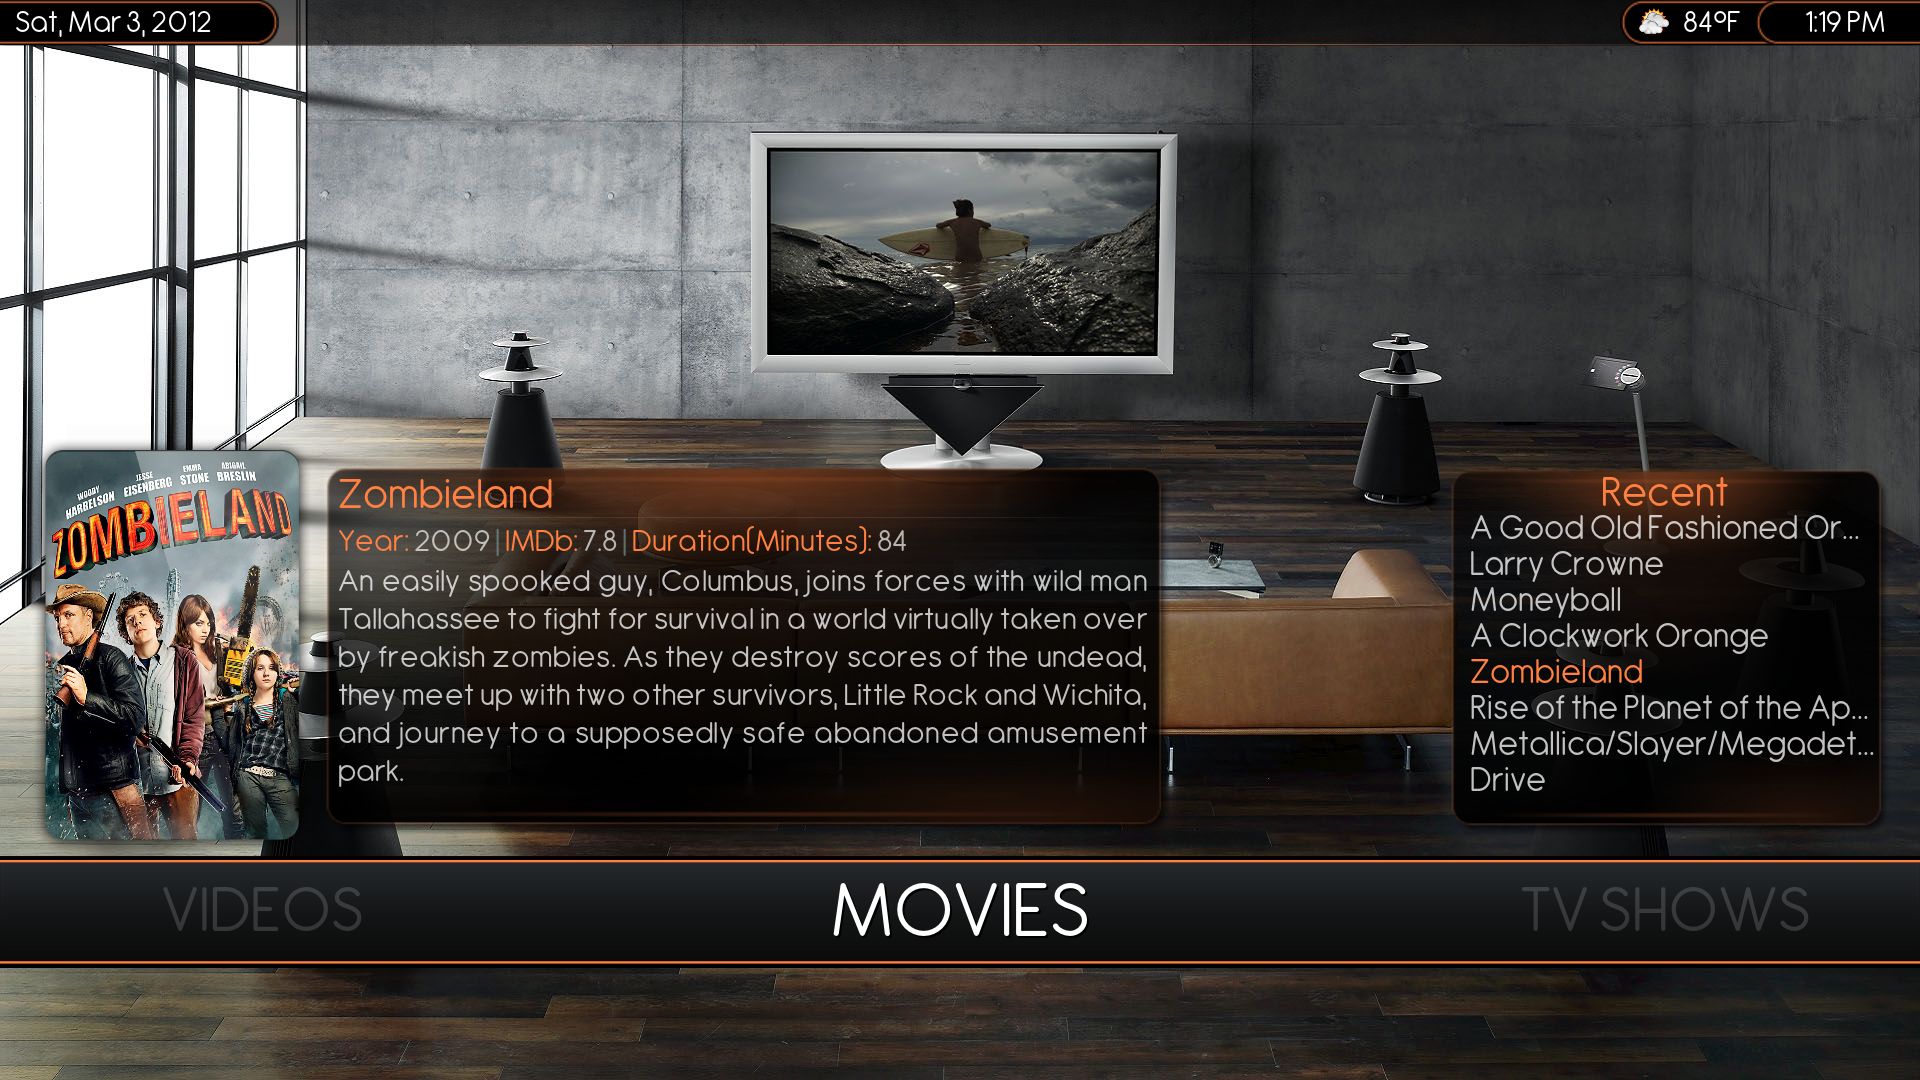 Sat, Mar 3, 2012
84°F
1:19 PM
WOODY HARRELSON
JESSE EISENBERG
EMMA STONE
ABIGAIL BRESLIN
ZOMBIELAND
Zombieland
Year: 2009 | IMDb: 7.8 | Duration(Minutes): 84
An easily spooked guy, Columbus, joins forces with wild man
Tallahassee to fight for survival in a world virtually taken over
by freakish zombies. As they destroy scores of the undead,
they meet up with two other survivors, Little Rock and Wichita,
and journey to a supposedly safe abandoned amusement
park.
Recent
A Good Old Fashioned Or...
Larry Crowne
Moneyball
A Clockwork Orange
Zombieland
Rise of the Planet of the Ap...
Metallica/Slayer/Megadet...
Drive
VIDEOS
MOVIES
TV SHOWS